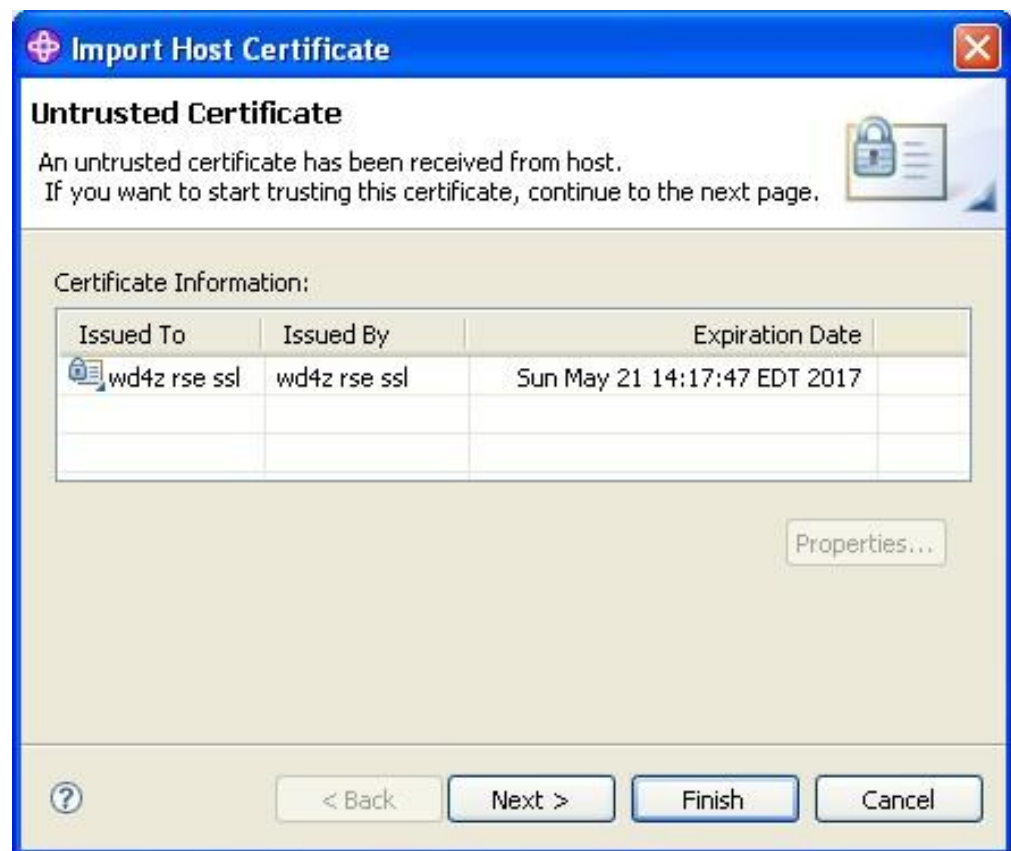 Import Host Certificate
Untrusted Certificate
An untrusted certificate has been received from host.
If you want to start trusting this certificate, continue to the next page.
Certificate Information:
Issued To Issued By Expiration Date
wd4z rse ssl wd4z rse ssl Sun May 21 14:17:47 EDT 2017
Properties...
? < Back Next > Finish Cancel